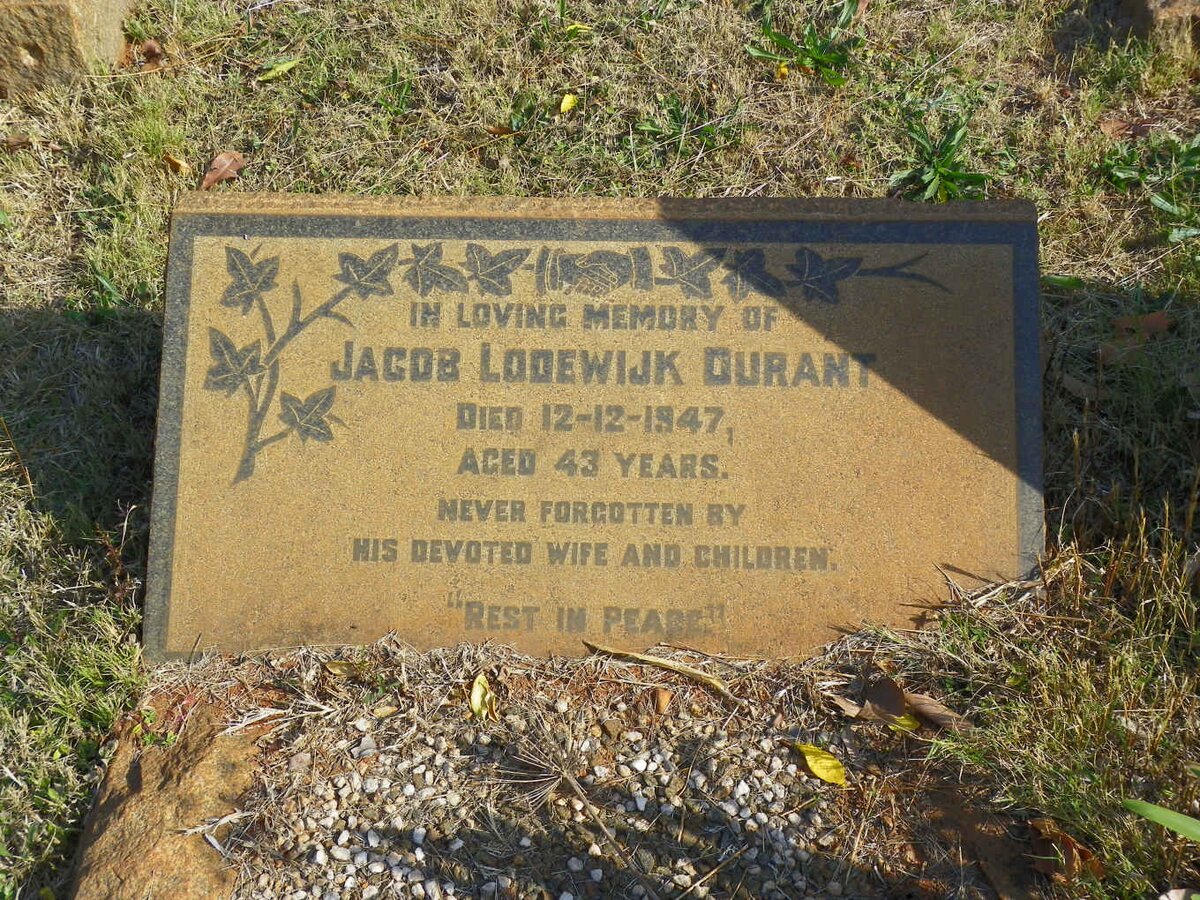 IN LOVING MEMORY OF
JACOB LODEWIJK DURANT
DIED 12-12-1947,
AGED 43 YEARS.
NEVER FORGOTTEN BY
HIS DEVOTED WIFE AND CHILDREN.
"REST IN PEACE."